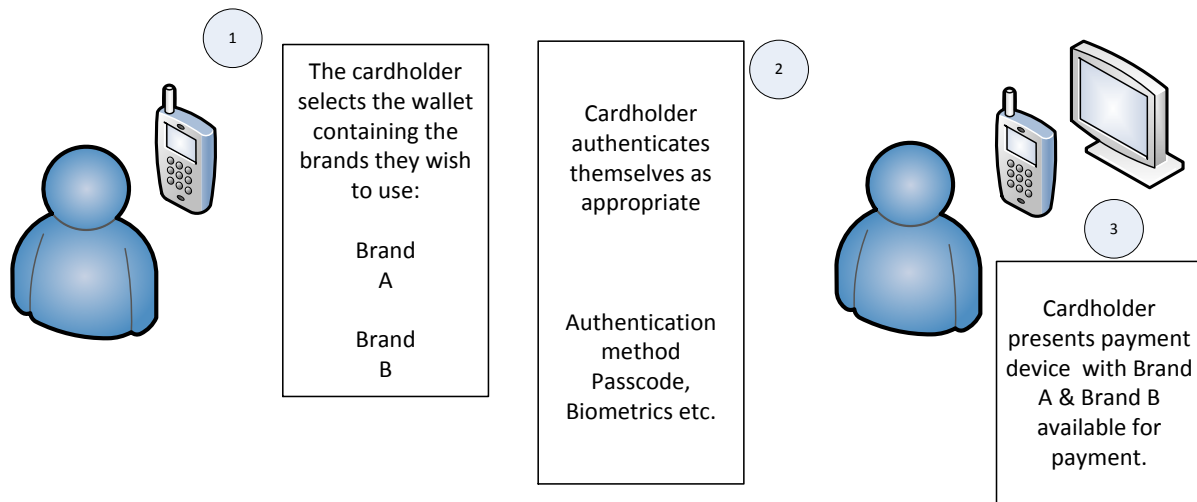 1
The cardholder
selects the wallet
containing the
brands they wish
to use:
Brand
A
Brand
B
2
Cardholder
authenticates
themselves as
appropriate
Authentication
method
Passcode,
Biometrics etc.
3
Cardholder
presents payment
device with Brand
A & Brand B
available for
payment.